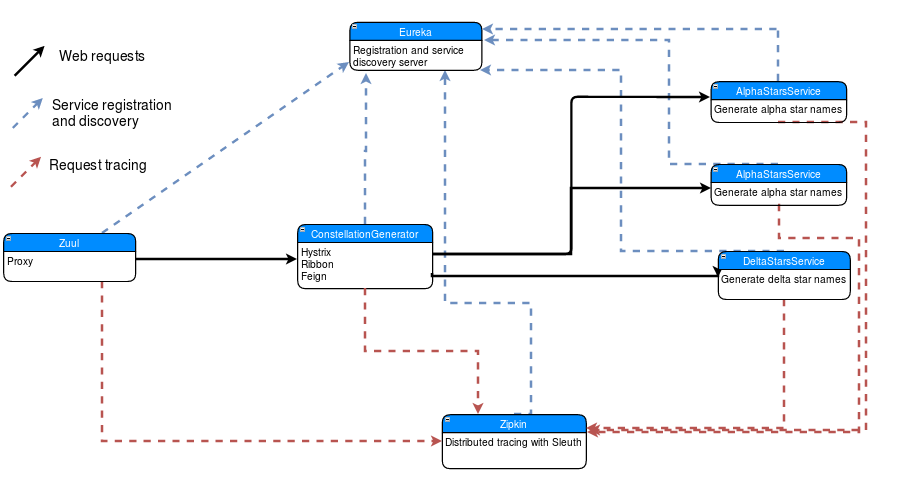 Web requests
Service registration
and discovery
Request tracing
Eureka
Registration and service
discovery server
AlphaStarsService
Generate alpha star names
AlphaStarsService
Generate alpha star names
Zuul
Proxy
ConstellationGenerator
Hystrix
Ribbon
Feign
DeltaStarsService
Generate delta star names
Zipkin
Distributed tracing with Sleuth